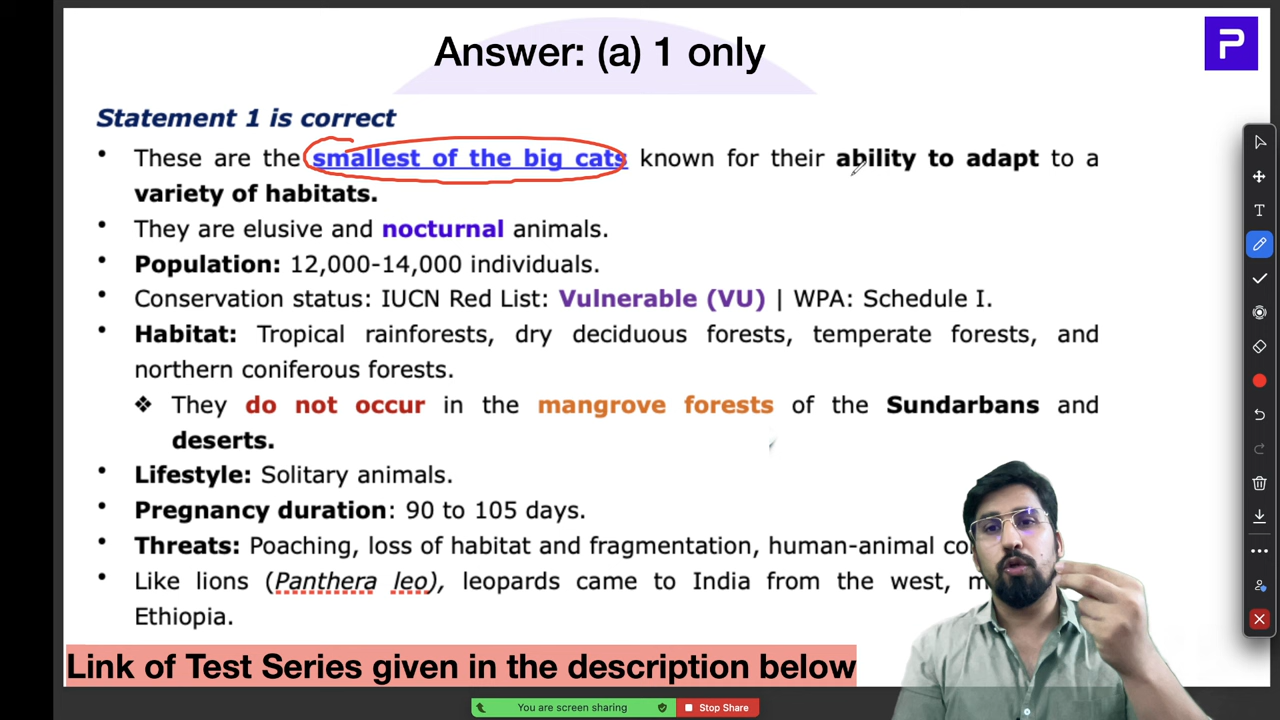 Answer: (a) 1 only
P
Statement 1 is correct
• These are the smallest of the big cats known for their ability to adapt to a
variety of habitats.
• They are elusive and nocturnal animals.
• Population: 12,000-14,000 individuals.
• Conservation status: IUCN Red List: Vulnerable (VU) | WPA: Schedule I.
• Habitat: Tropical rainforests, dry deciduous forests, temperate forests, and
northern coniferous forests.
❖ They do not occur in the mangrove forests of the Sundarbans and
deserts.
• Lifestyle: Solitary animals.
• Pregnancy duration: 90 to 105 days.
• Threats: Poaching, loss of habitat and fragmentation, human-animal
• Like lions (Panthera leo), leopards came to India from the west,
Ethiopia.
Link of Test Series given in the description below
You are screen sharing
Stop Share